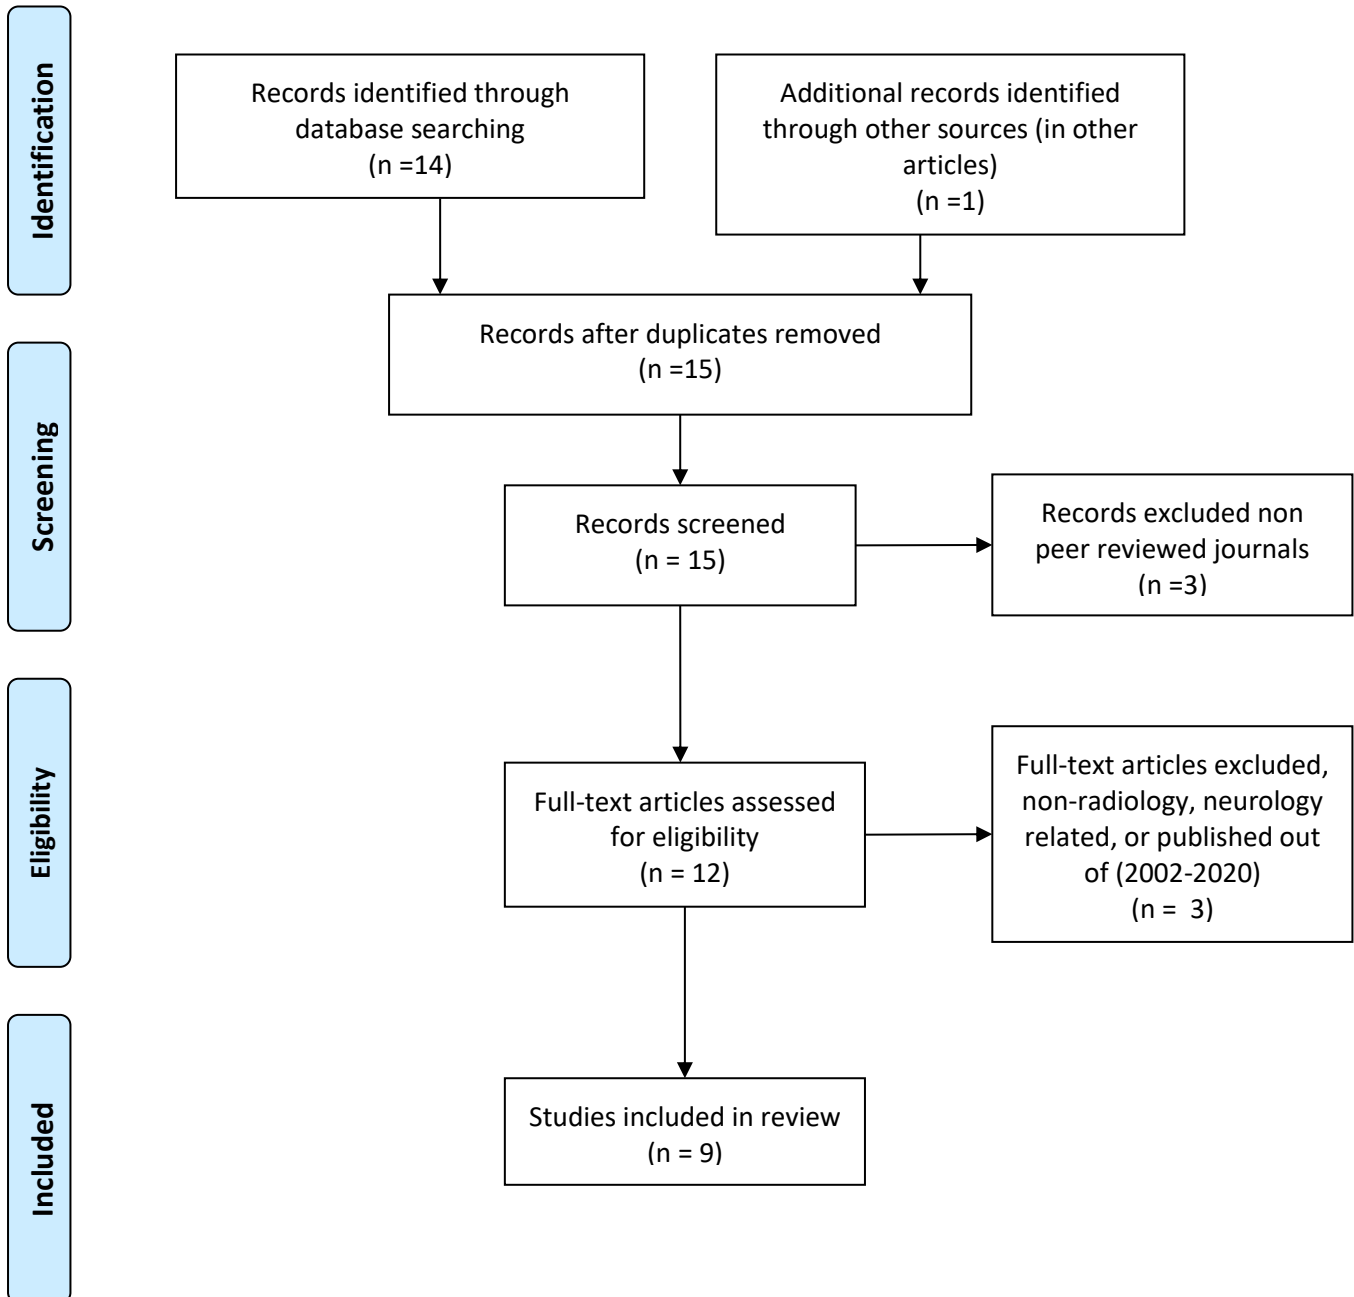 Identification
Records identified through
database searching
(n =14)
Additional records identified
through other sources (in other
articles)
(n =1)
Records after duplicates removed
(n =15)
Screening
Records screened
(n = 15)
Records excluded non
peer reviewed journals
(n =3)
Eligibility
Full-text articles assessed
for eligibility
(n = 12)
Full-text articles excluded,
non-radiology, neurology
related, or published out
of (2002-2020)
(n =  3)
Included
Studies included in review
(n = 9)